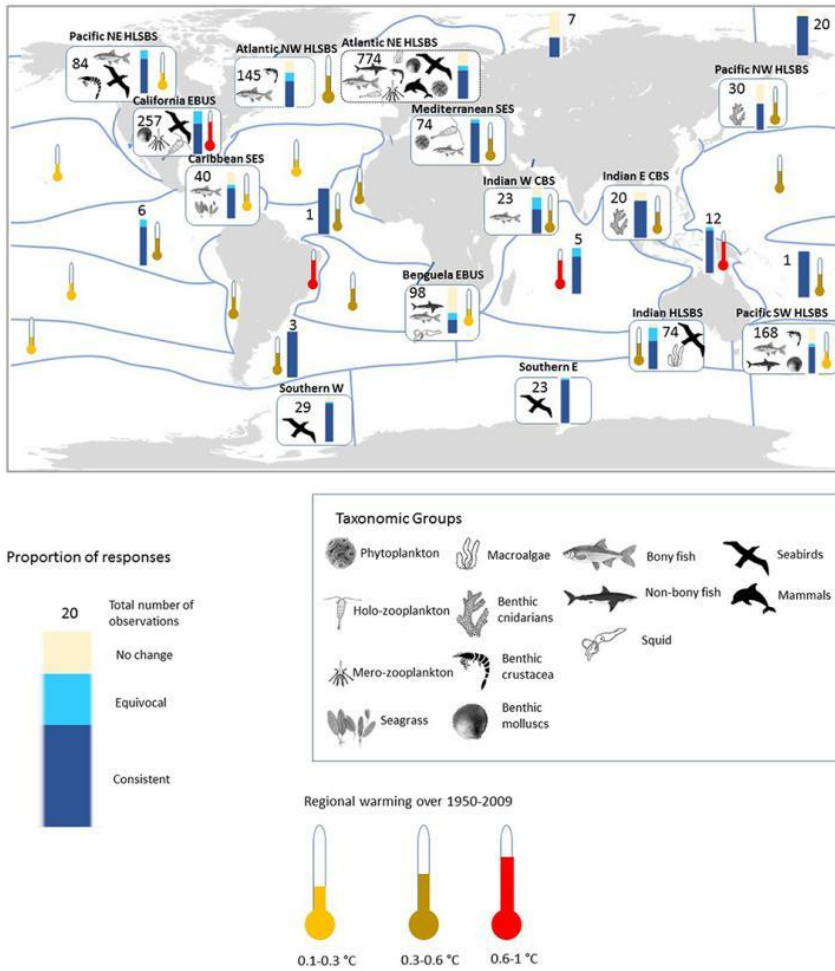 7
20
Pacific NE HLSBS
84
Atlantic NW HLSBS
145
Atlantic NE HLSBS
774
Pacific NW HLSBS
30
California EBUS
257
Mediterranean SES
74
Caribbean SES
40
Indian W CBS
23
Indian E CBS
20
6
1
5
12
1
Benguela EBUS
98
3
Indian HLSBS
74
Pacific SW HLSBS
168
Southern W
29
Southern E
23
Proportion of responses
20
Total number of
observations
No change
Equivocal
Consistent
Taxonomic Groups
Phytoplankton
Macroalgae
Bony fish
Seabirds
Holo-zooplankton
Benthic
cnidarians
Non-bony fish
Mammals
Squid
Mero-zooplankton
Benthic
crustacea
Seagrass
Benthic
molluscs
Regional warming over 1950-2009
0.1-0.3 °C
0.3-0.6 °C
0.6-1 °C